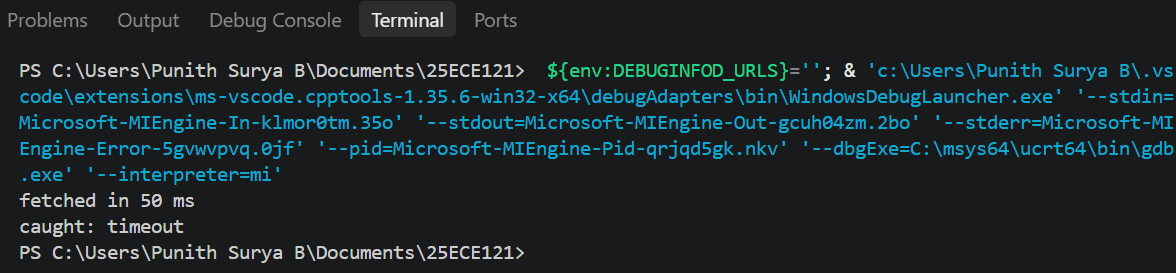 Problems Output Debug Console Terminal Ports
PS C:\Users\Punith Surya B\Documents\25ECE121>  ${env:DEBUGINFOD_URLS}=''; & 'c:\Users\Punith Surya B\.vs
code\extensions\ms-vscode.cpptools-1.35.6-win32-x64\debugAdapters\bin\WindowsDebugLauncher.exe' '--stdin=
Microsoft-MIEngine-In-klmor0tm.35o' '--stdout=Microsoft-MIEngine-Out-gcuh04zm.2bo' '--stderr=Microsoft-MI
Engine-Error-5gvwvpvq.0jf' '--pid=Microsoft-MIEngine-Pid-qrjqd5gk.nkv' '--dbgExe=C:\msys64\ucrt64\bin\gdb
.exe' '--interpreter=mi'
fetched in 50 ms
caught: timeout
PS C:\Users\Punith Surya B\Documents\25ECE121>